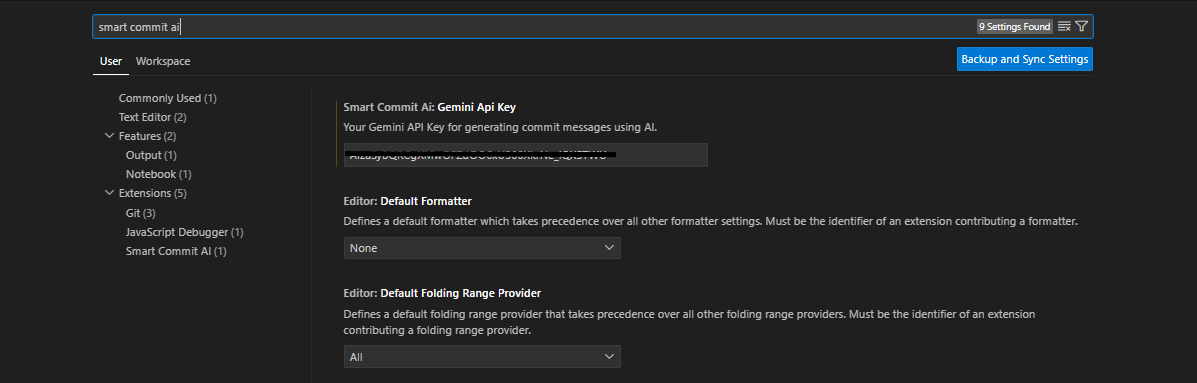 smart commit ai
9 Settings Found
User
Workspace
Backup and Sync Settings
Commonly Used (1)
Text Editor (2)
Features (2)
Output (1)
Notebook (1)
Extensions (5)
Git (3)
JavaScript Debugger (1)
Smart Commit AI (1)
Smart Commit Ai: Gemini Api Key
Your Gemini API Key for generating commit messages using AI.
Editor: Default Formatter
Defines a default formatter which takes precedence over all other formatter settings. Must be the identifier of an extension contributing a formatter.
None
Editor: Default Folding Range Provider
Defines a default folding range provider that takes precedence over all other folding range providers. Must be the identifier of an extension
contributing a folding range provider.
All